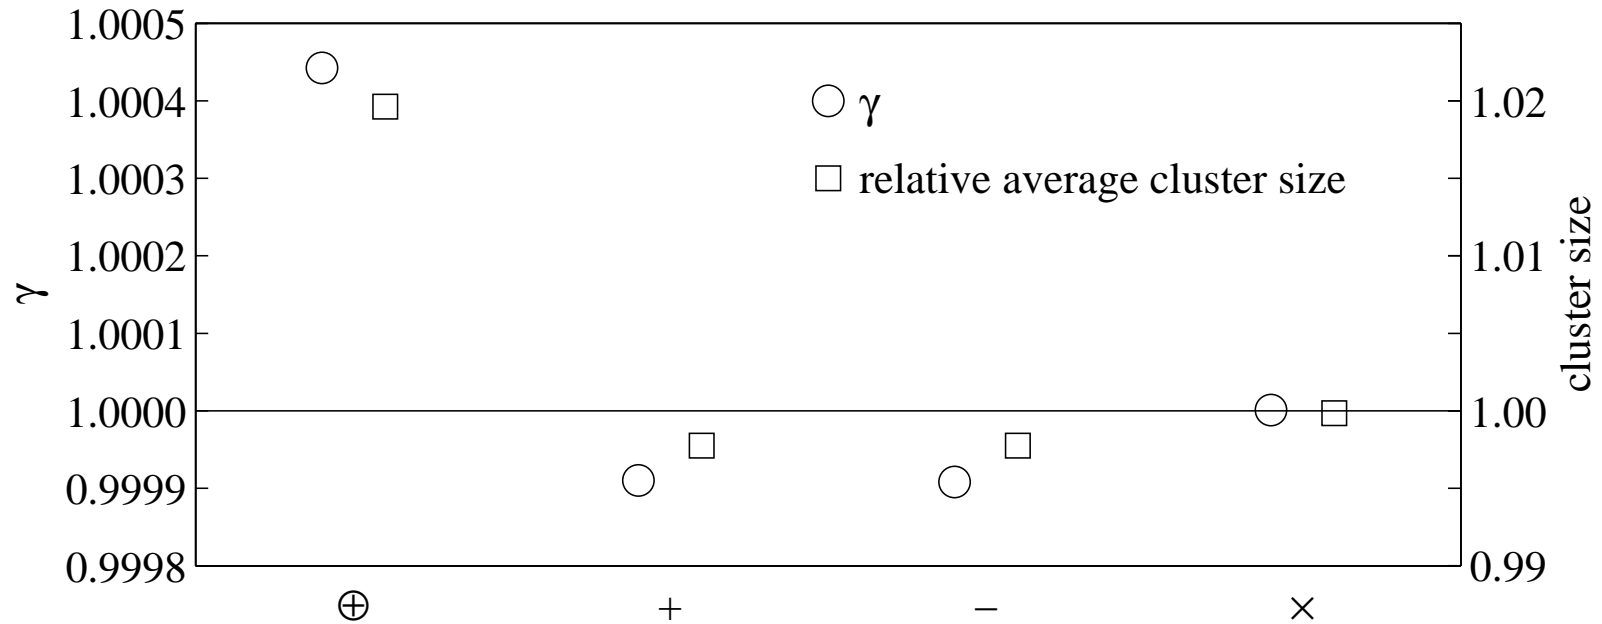 1.0005
1.0004
1.0003
1.0002
1.0001
1.0000
0.9999
0.9998
γ
γ
relative average cluster size
1.02
1.01
1.00
0.99
cluster size
⊕ + − ×